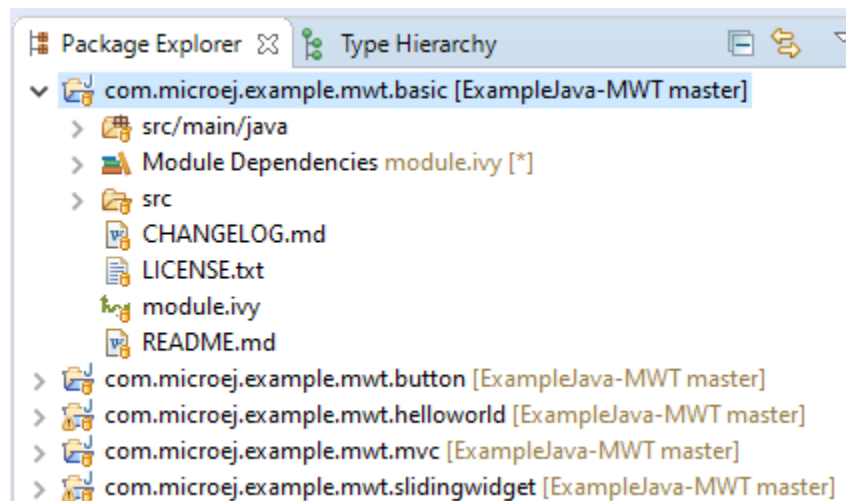 Package Explorer Type Hierarchy
com.microej.example.mwt.basic [ExampleJava-MWT master]
src/main/java
Module Dependencies module.ivy [*]
src
CHANGELOG.md
LICENSE.txt
module.ivy
README.md
com.microej.example.mwt.button [ExampleJava-MWT master]
com.microej.example.mwt.helloworld [ExampleJava-MWT master]
com.microej.example.mwt.mvc [ExampleJava-MWT master]
com.microej.example.mwt.slidingwidget [ExampleJava-MWT master]